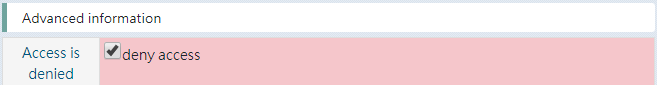 Advanced information
Access is
denied
deny access